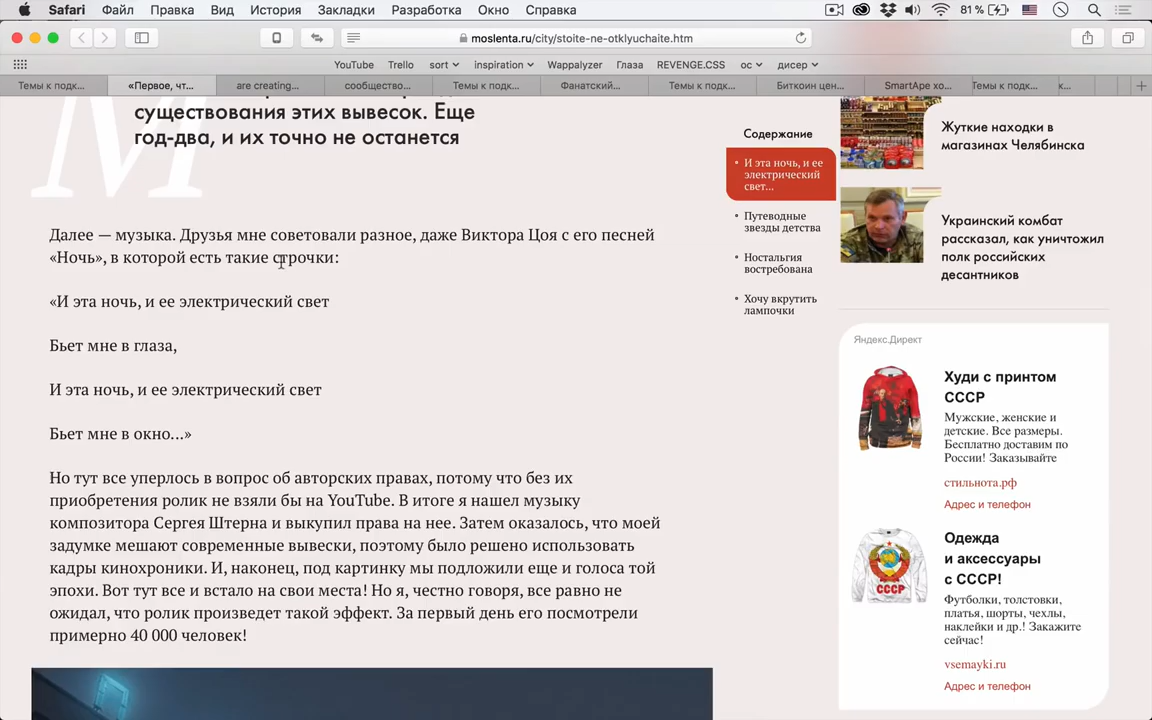 Safari Файл Правка Вид История Закладки Разработка Окно Справка 81 %
moslenta.ru/city/stoite-ne-otklyuchaite.htm
YouTube Trello sort inspiration Wappalyzer Глаза REVENGE.CSS ос дисер
Темы к подк... «Первое, чт... are creating... сообщество... Темы к подк... Фанатский... Темы к подк... Биткоин цен... SmartApe хо... Темы к подк... к...
существования этих вывесок. Еще
год-два, и их точно не останется
М
Далее — музыка. Друзья мне советовали разное, даже Виктора Цоя с его песней
«Ночь», в которой есть такие строчки:
«И эта ночь, и ее электрический свет
Бьет мне в глаза,
И эта ночь, и ее электрический свет
Бьет мне в окно...»
Но тут все уперлось в вопрос об авторских правах, потому что без их
приобретения ролик не взяли бы на YouTube. В итоге я нашел музыку
композитора Сергея Штерна и выкупил права на нее. Затем оказалось, что моей
задумке мешают современные вывески, поэтому было решено использовать
кадры кинохроники. И, наконец, под картинку мы подложили еще и голоса той
эпохи. Вот тут все и встало на свои места! Но я, честно говоря, все равно не
ожидал, что ролик произведет такой эффект. За первый день его посмотрели
примерно 40 000 человек!
Содержание
И эта ночь, и ее
электрический
свет...
Путеводные
звезды детства
Ностальгия
востребована
Хочу вкрутить
лампочки
Жуткие находки в
магазинах Челябинска
Украинский комбат
рассказал, как уничтожил
полк российских
десантников
Яндекс.Директ
Худи с принтом
СССР
Мужские, женские и
детские. Все размеры.
Бесплатно доставим по
России! Заказывайте
стильнота.рф
Адрес и телефон
СССР
Одежда
и аксессуары
с СССР!
Футболки, толстовки,
платья, шорты, чехлы,
наклейки и др.! Закажите
сейчас!
vsemayki.ru
Адрес и телефон